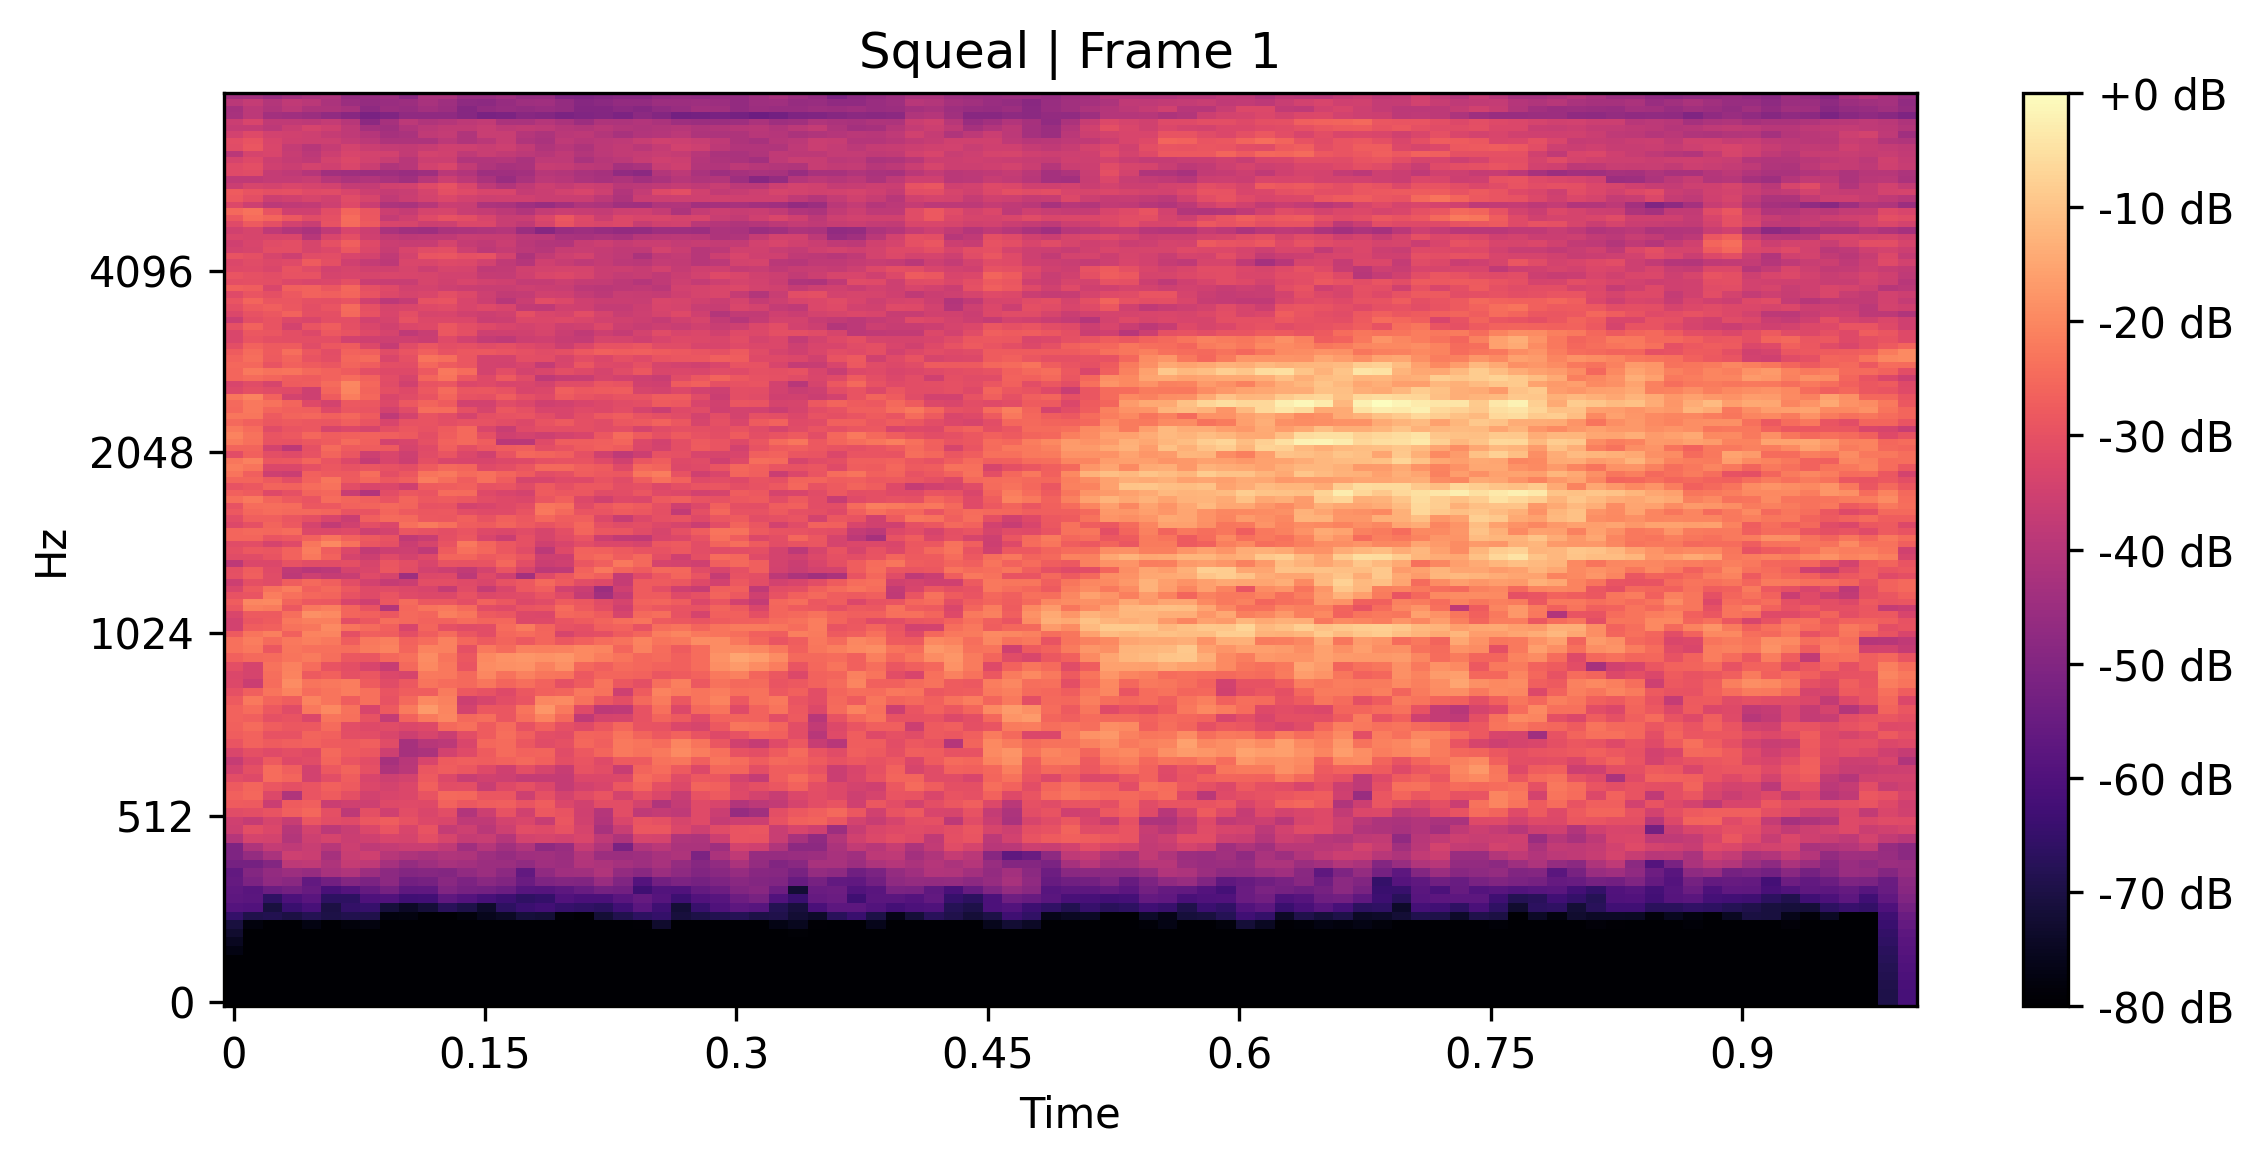 Squeal | Frame 1
+0 dB
-10 dB
-20 dB
-30 dB
-40 dB
-50 dB
-60 dB
-70 dB
-80 dB
Hz
4096
2048
1024
512
0
0 0.15 0.3 0.45 0.6 0.75 0.9
Time